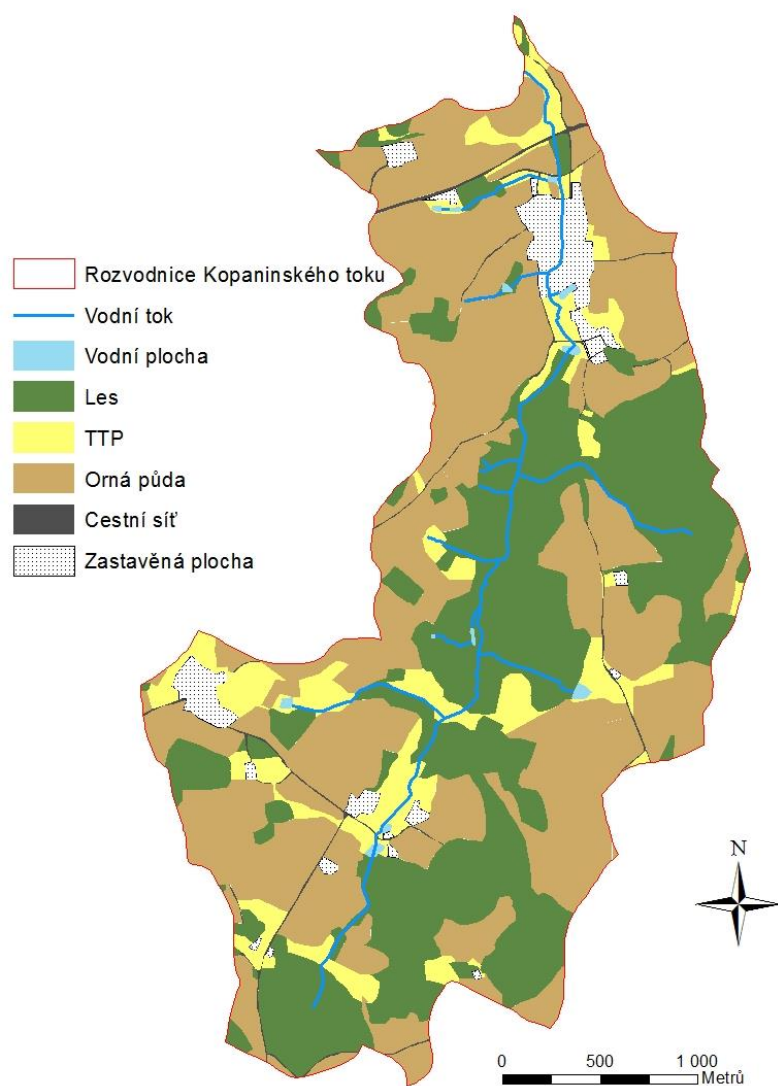 Rozvodnice Kopaninského toku
Vodní tok
Vodní plocha
Les
TTP
Orná půda
Cestní síť
Zastavěná plocha
N
0 500 1 000
Metrů